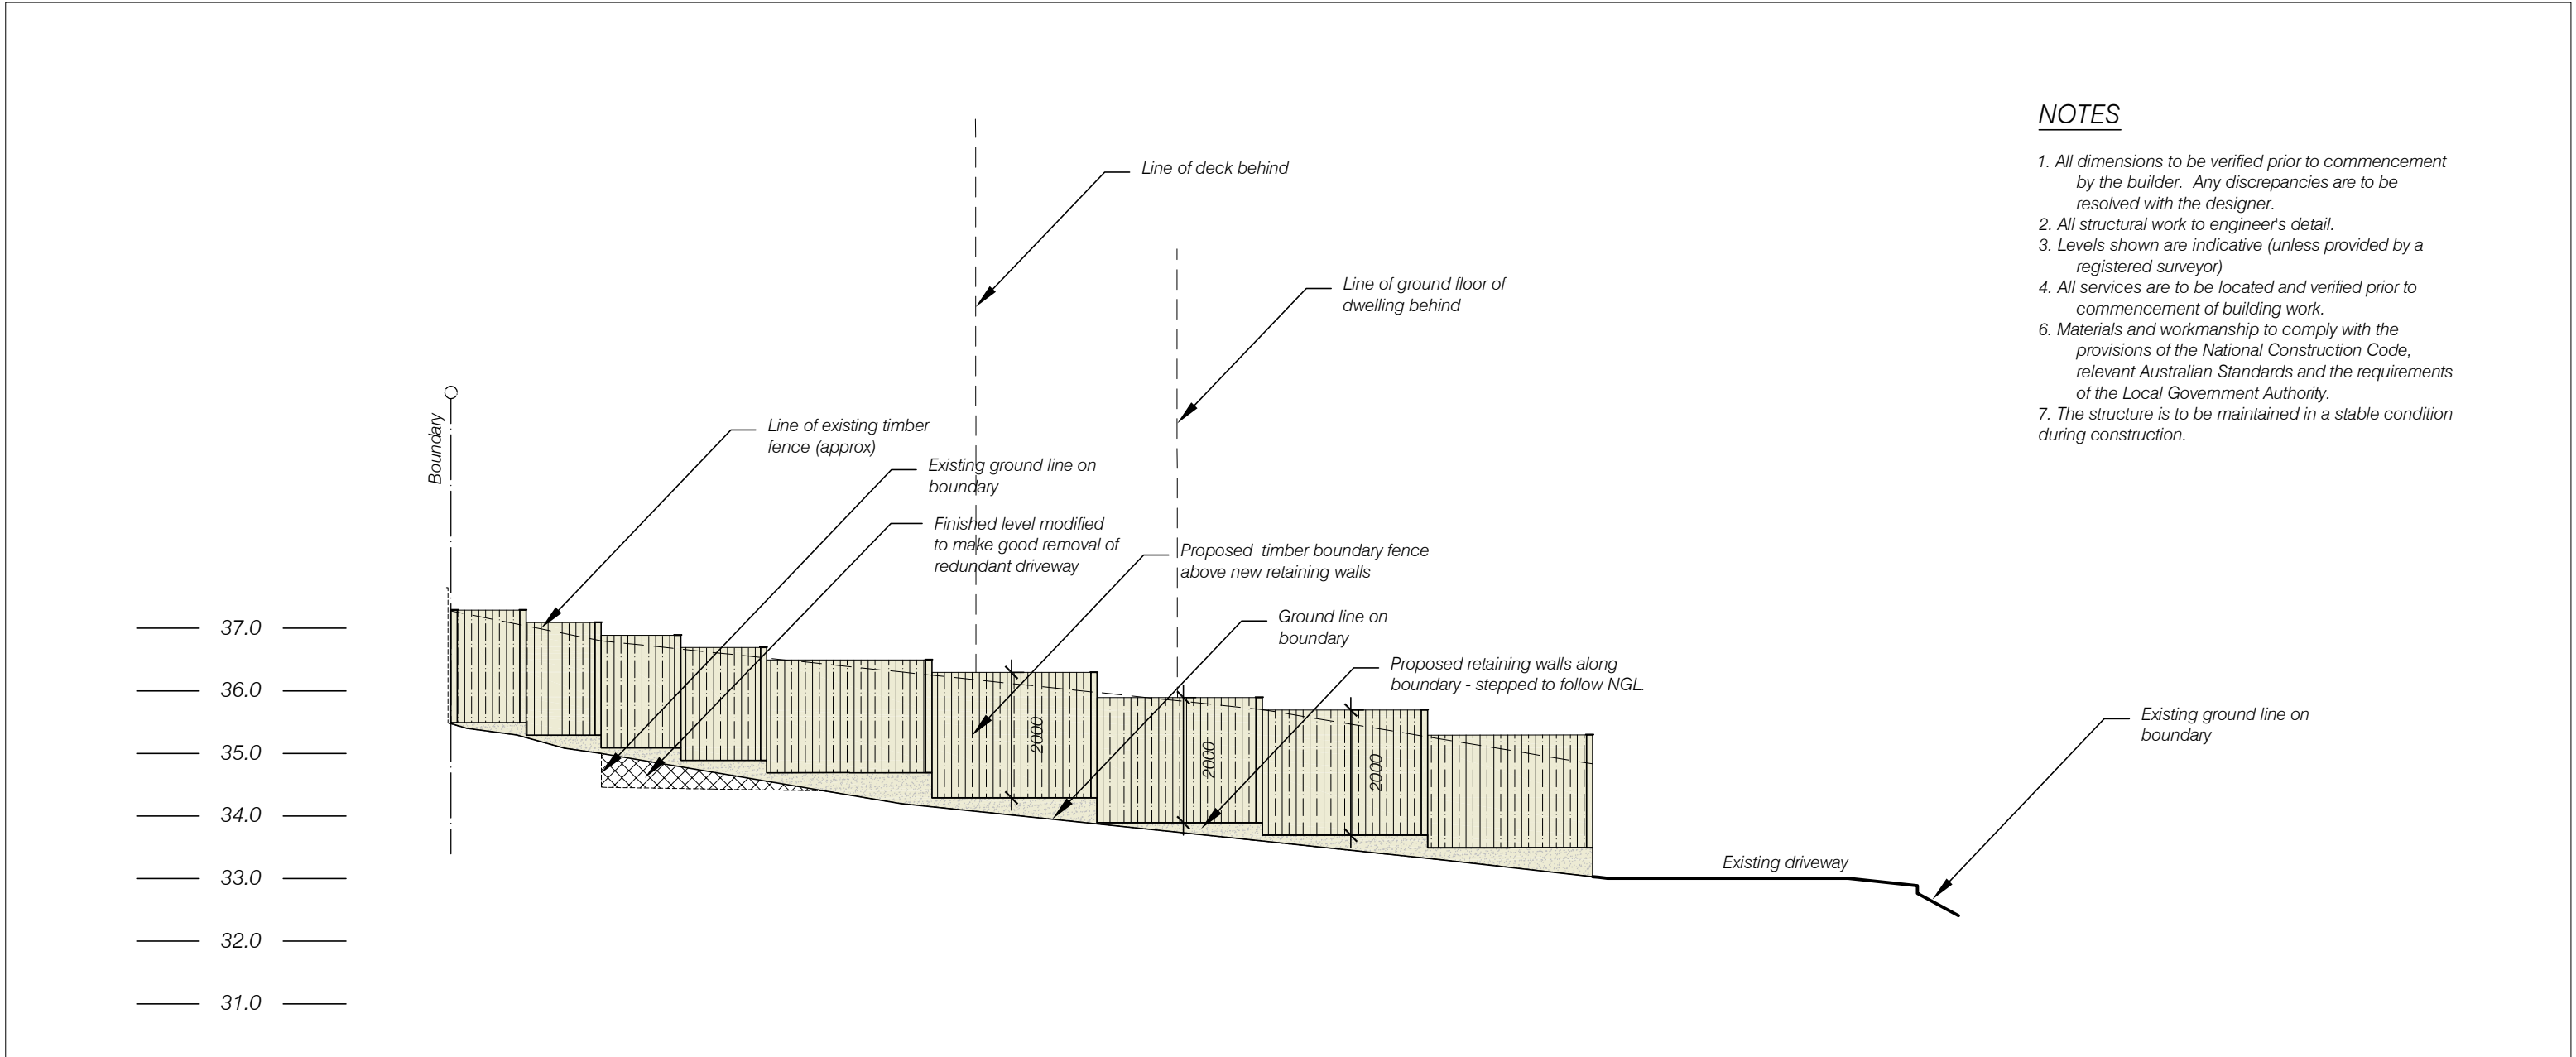 NOTES
1. All dimensions to be verified prior to commencement
by the builder.  Any discrepancies are to be
resolved with the designer.
2. All structural work to engineer's detail.
3. Levels shown are indicative (unless provided by a
registered surveyor)
4. All services are to be located and verified prior to
commencement of building work.
6. Materials and workmanship to comply with the
provisions of the National Construction Code,
relevant Australian Standards and the requirements
of the Local Government Authority.
7. The structure is to be maintained in a stable condition
during construction.
Line of deck behind
Line of ground floor of
dwelling behind
Boundary
Line of existing timber
fence (approx)
Existing ground line on
boundary
Finished level modified
to make good removal of
redundant driveway
Proposed  timber boundary fence
above new retaining walls
Ground line on
boundary
Proposed retaining walls along
boundary - stepped to follow NGL.
Existing ground line on
boundary
2000
2000
2000
Existing driveway
37.0
36.0
35.0
34.0
33.0
32.0
31.0